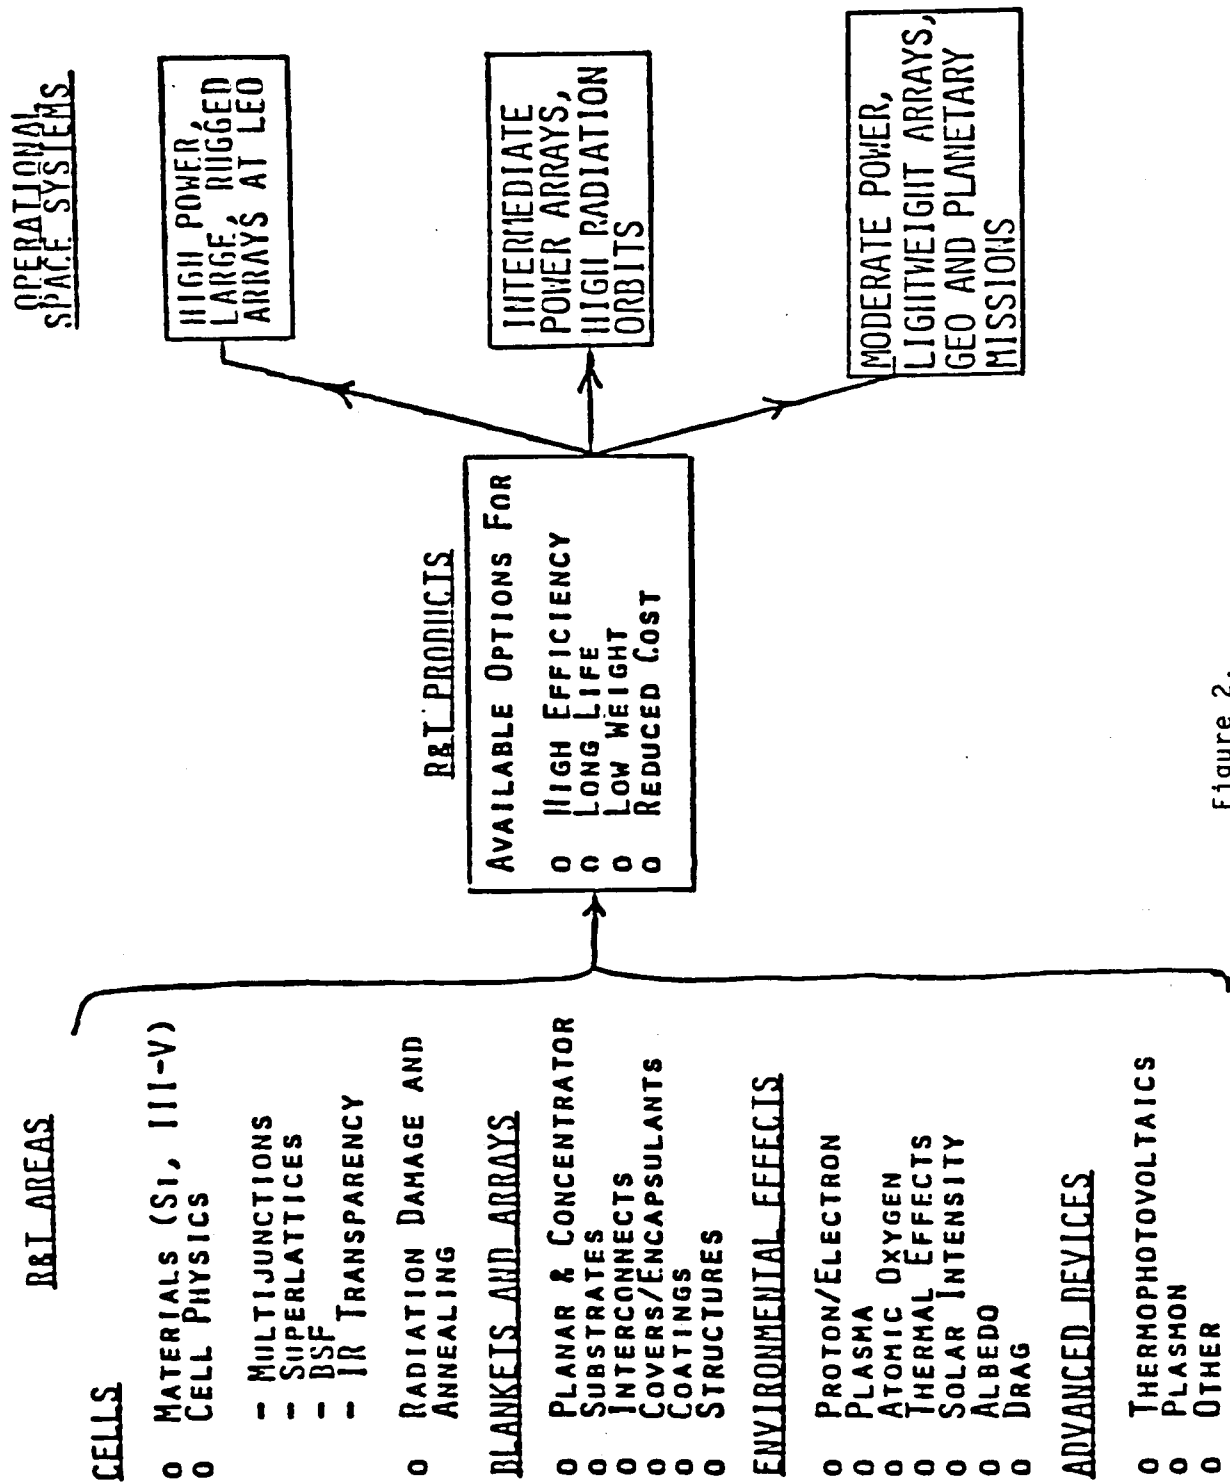 R&T AREAS
CELLS
o MATERIALS (SI, III-V)
o CELL PHYSICS
- MULTIJUNCTIONS
- SUPERLATTICES
- BSF
- IR TRANSPARENCY
o RADIATION DAMAGE AND
ANNEALING
BLANKETS AND ARRAYS
o PLANAR & CONCENTRATOR
o SUBSTRATES
o INTERCONNECTS
o COVERS/ENCAPSULANTS
o COATINGS
o STRUCTURES
ENVIRONMENTAL EFFECTS
o PROTON/ELECTRON
o PLASMA
o ATOMIC OXYGEN
o THERMAL EFFECTS
o SOLAR INTENSITY
o ALBEDO
o DRAG
ADVANCED DEVICES
o THERMOPHOTOVOLTAICS
o PLASMON
o OTHER
R&T PRODUCTS
AVAILABLE OPTIONS FOR
o HIGH EFFICIENCY
o LONG LIFE
o LOW WEIGHT
o REDUCED COST
OPERATIONAL
SPACE SYSTEMS
HIGH POWER,
LARGE, RUGGED
ARRAYS AT LEO
INTERMEDIATE
POWER ARRAYS,
HIGH RADIATION
ORBITS
MODERATE POWER,
LIGHTWEIGHT ARRAYS,
GEO AND PLANETARY
MISSIONS
Figure 2.